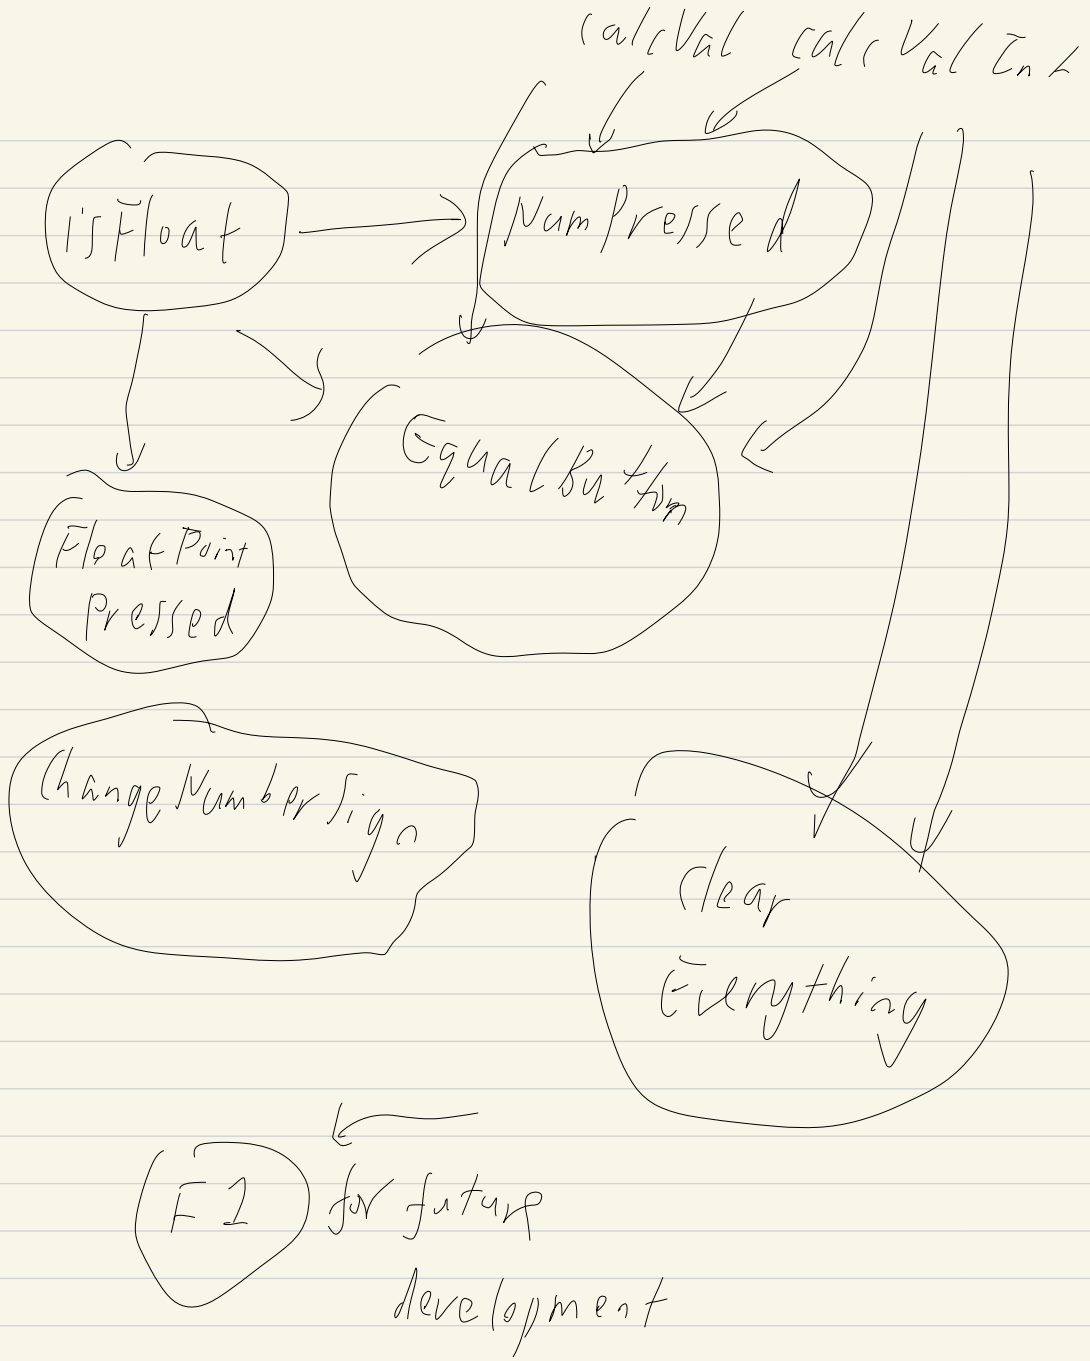 calcVal calcValInt
isFloat
NumPressed
EqualButton
FloatPoint
pressed
ChangeNumberSign
Clear
Everything
F1 for future
development